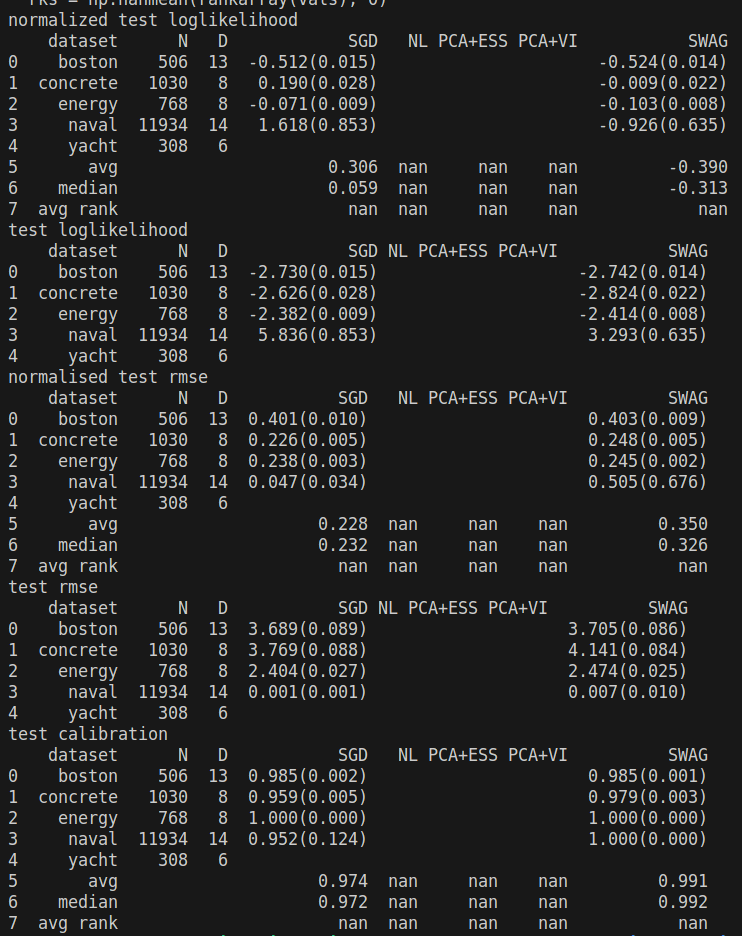 rks = np.nanmean(rankarray(vals), 0)
normalized test loglikelihood
    dataset      N   D             SGD   NL PCA+ESS PCA+VI            SWAG
0    boston    506  13  -0.512(0.015)                      -0.524(0.014)
1  concrete   1030   8   0.190(0.028)                      -0.009(0.022)
2    energy    768   8  -0.071(0.009)                      -0.103(0.008)
3     naval  11934  14   1.618(0.853)                      -0.926(0.635)
4     yacht    308   6
5       avg                      0.306  nan     nan    nan         -0.390
6    median                      0.059  nan     nan    nan         -0.313
7  avg rank                        nan  nan     nan    nan            nan
test loglikelihood
    dataset      N   D             SGD NL PCA+ESS PCA+VI           SWAG
0    boston    506  13  -2.730(0.015)                    -2.742(0.014)
1  concrete   1030   8  -2.626(0.028)                    -2.824(0.022)
2    energy    768   8  -2.382(0.009)                    -2.414(0.008)
3     naval  11934  14   5.836(0.853)                     3.293(0.635)
4     yacht    308   6
normalised test rmse
    dataset      N   D            SGD   NL PCA+ESS PCA+VI          SWAG
0    boston    506  13  0.401(0.010)                      0.403(0.009)
1  concrete   1030   8  0.226(0.005)                      0.248(0.005)
2    energy    768   8  0.238(0.003)                      0.245(0.002)
3     naval  11934  14  0.047(0.034)                      0.505(0.676)
4     yacht    308   6
5       avg                     0.228  nan     nan    nan         0.350
6    median                     0.232  nan     nan    nan         0.326
7  avg rank                       nan  nan     nan    nan           nan
test rmse
    dataset      N   D            SGD NL PCA+ESS PCA+VI          SWAG
0    boston    506  13  3.689(0.089)                    3.705(0.086)
1  concrete   1030   8  3.769(0.088)                    4.141(0.084)
2    energy    768   8  2.404(0.027)                    2.474(0.025)
3     naval  11934  14  0.001(0.001)                    0.007(0.010)
4     yacht    308   6
test calibration
    dataset      N   D            SGD   NL PCA+ESS PCA+VI          SWAG
0    boston    506  13  0.985(0.002)                      0.985(0.001)
1  concrete   1030   8  0.959(0.005)                      0.979(0.003)
2    energy    768   8  1.000(0.000)                      1.000(0.000)
3     naval  11934  14  0.952(0.124)                      1.000(0.000)
4     yacht    308   6
5       avg                     0.974  nan     nan    nan         0.991
6    median                     0.972  nan     nan    nan         0.992
7  avg rank                       nan  nan     nan    nan           nan